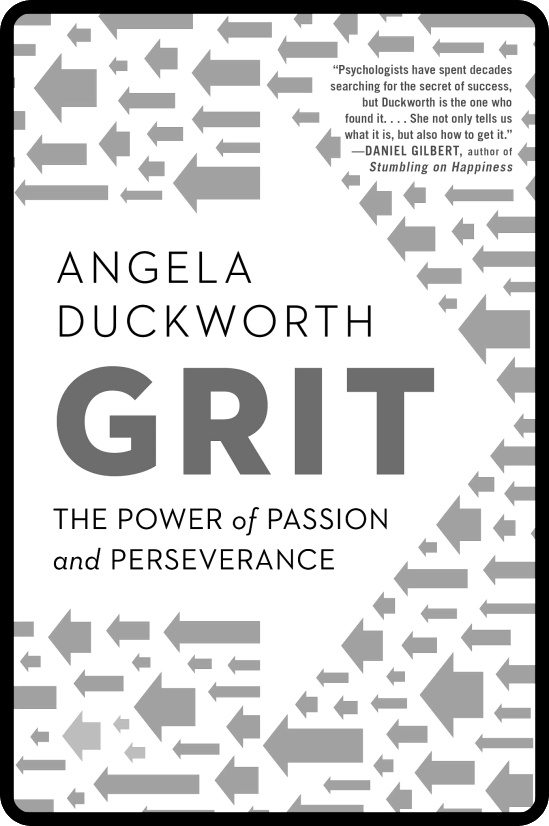 “Psychologists have spent decades
searching for the secret of success,
but Duckworth is the one who
found it. . . . She not only tells us
what it is, but also how to get it.”
—DANIEL GILBERT, author of
Stumbling on Happiness
ANGELA
DUCKWORTH
GRIT
THE POWER of PASSION
and PERSEVERANCE